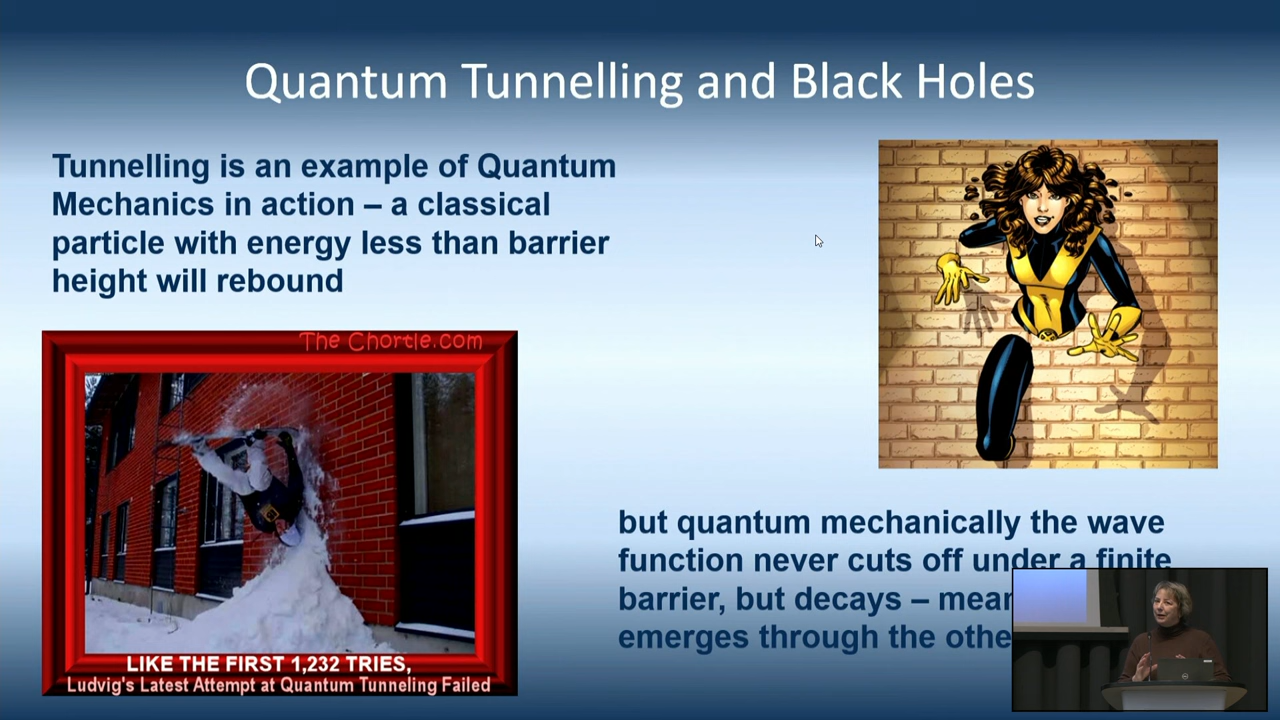 Quantum Tunnelling and Black Holes
Tunnelling is an example of Quantum
Mechanics in action – a classical
particle with energy less than barrier
height will rebound
The Chortle.com
LIKE THE FIRST 1,232 TRIES,
Ludvig's Latest Attempt at Quantum Tunneling Failed
but quantum mechanically the wave
function never cuts off under a finite
barrier, but decays –
emerges through the